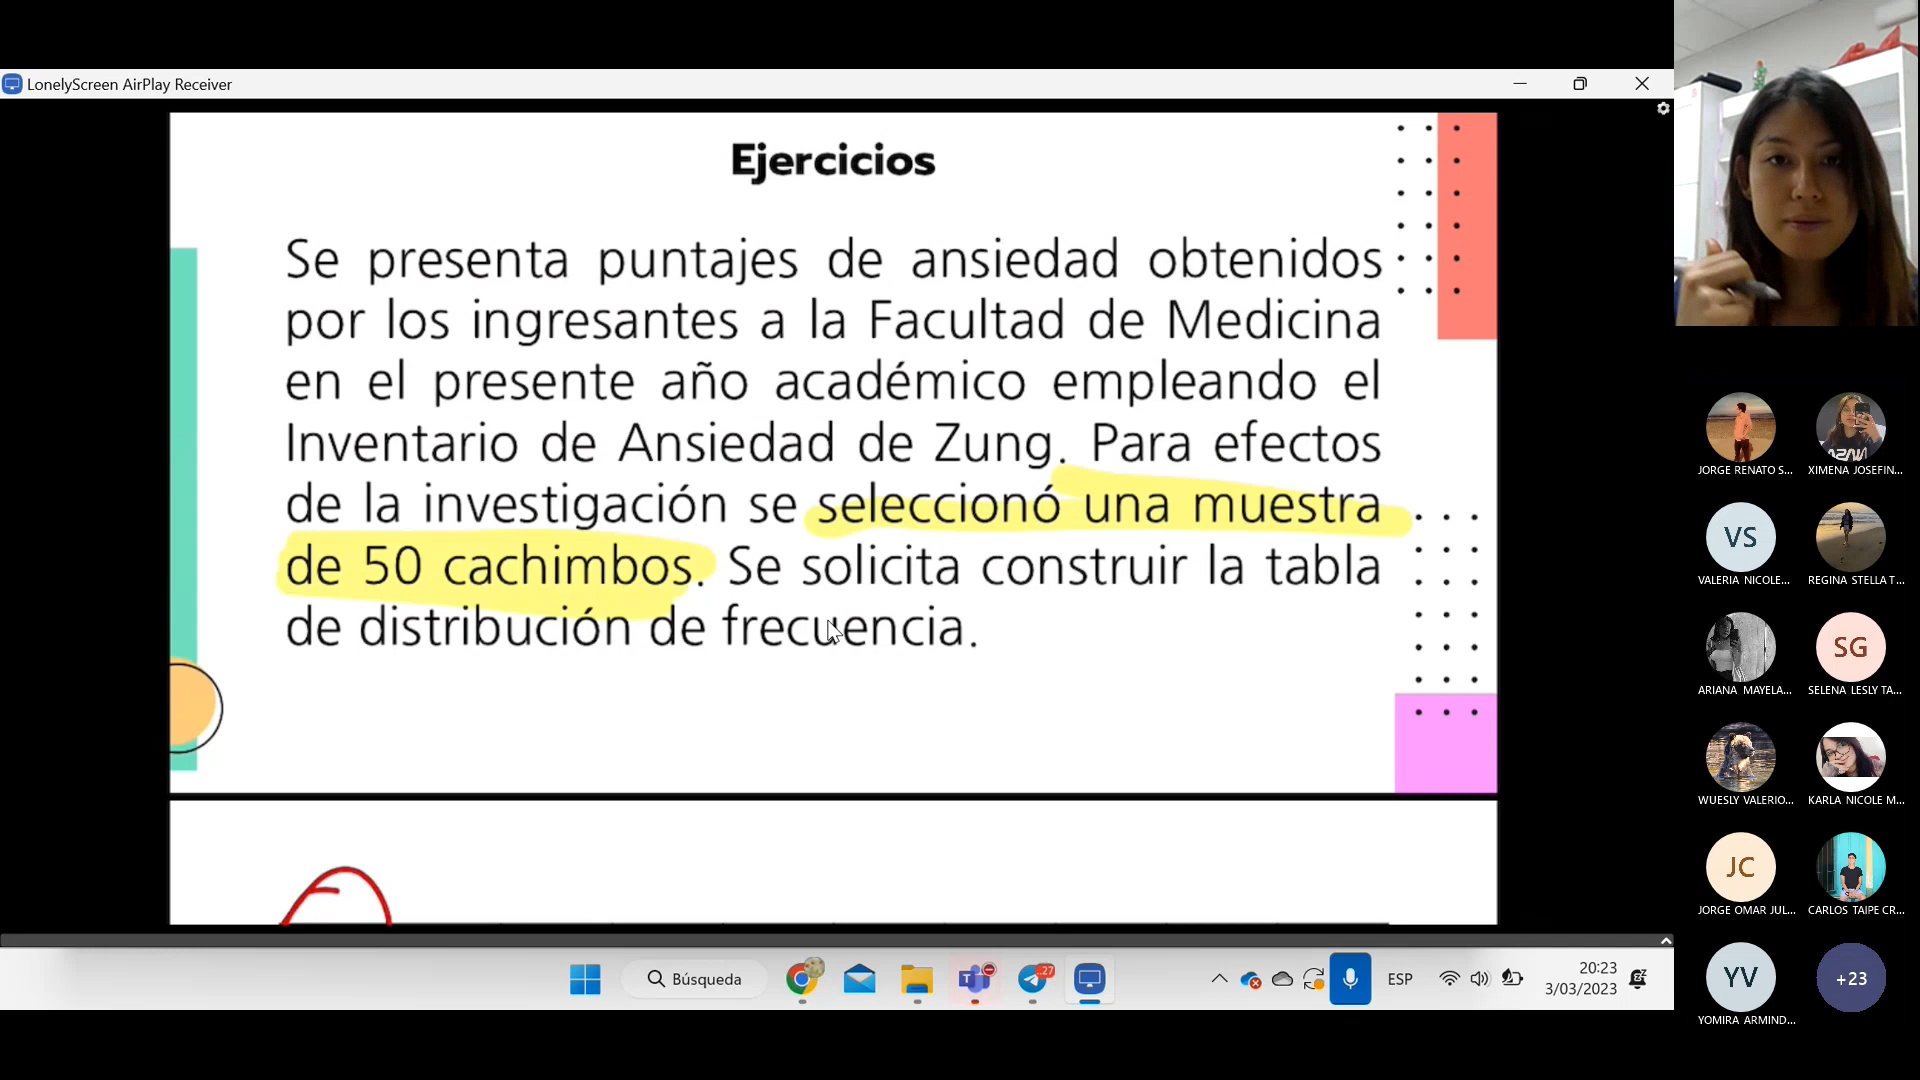 LonelyScreen AirPlay Receiver
Ejercicios
Se presenta puntajes de ansiedad obtenidos
por los ingresantes a la Facultad de Medicina
en el presente año académico empleando el
Inventario de Ansiedad de Zung. Para efectos
de la investigación se seleccionó una muestra
de 50 cachimbos. Se solicita construir la tabla
de distribución de frecuencia.
JORGE RENATO S...
XIMENA JOSEFIN...
VS
VALERIA NICOLE...
REGINA STELLA T...
ARIANA MAYELA...
SG
SELENA LESLY TA...
WUESLY VALERIO...
KARLA NICOLE M...
JC
JORGE OMAR JUL...
CARLOS TAIPE CR...
YV
YOMIRA ARMIND...
+23
Búsqueda
27
ESP
20:23
3/03/2023